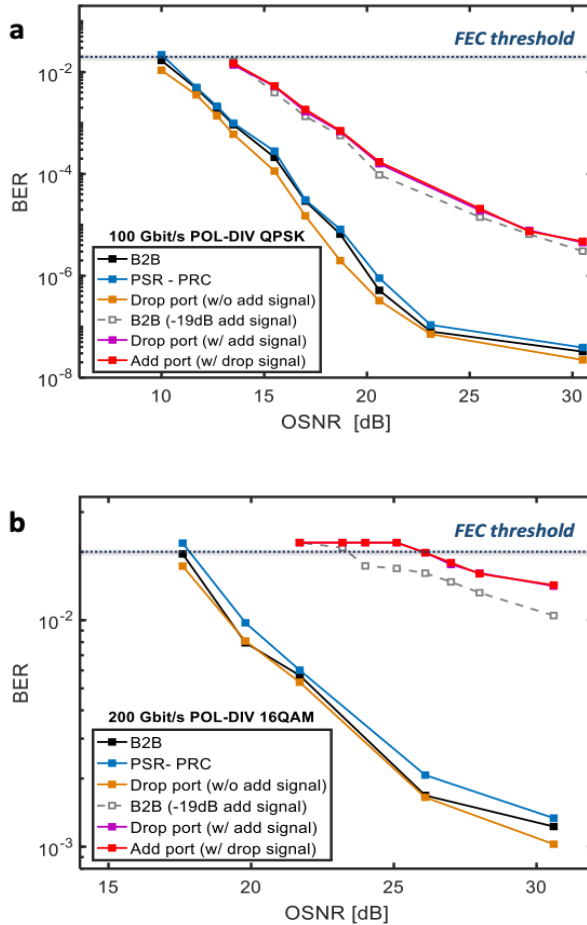 a
FEC threshold
10⁻²
10⁻⁴
10⁻⁶
10⁻⁸
BER
100 Gbit/s POL-DIV QPSK
B2B
PSR - PRC
Drop port (w/o add signal)
B2B (-19dB add signal)
Drop port (w/ add signal)
Add port (w/ drop signal)
10 15 20 25 30
OSNR [dB]
b
FEC threshold
10⁻²
10⁻³
BER
200 Gbit/s POL-DIV 16QAM
B2B
PSR- PRC
Drop port (w/o add signal)
B2B (-19dB add signal)
Drop port (w/ add signal)
Add port (w/ drop signal)
15 20 25 30
OSNR [dB]